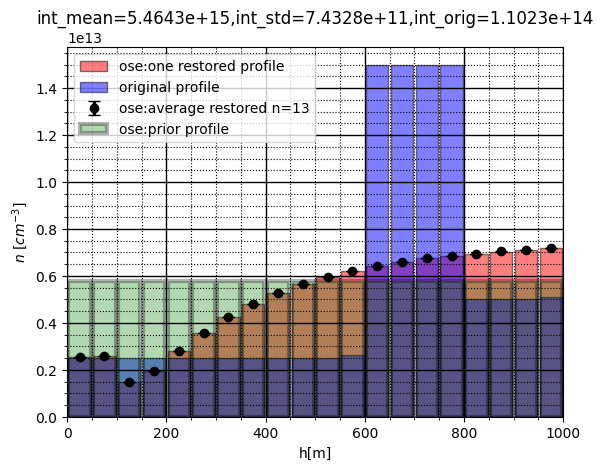 int_mean=5.4643e+15,int_std=7.4328e+11,int_orig=1.1023e+14
1e13
ose:one restored profile
original profile
ose:average restored n=13
ose:prior profile
n [cm⁻³]
1.4
1.2
1.0
0.8
0.6
0.4
0.2
0.0
0 200 400 600 800 1000
h[m]